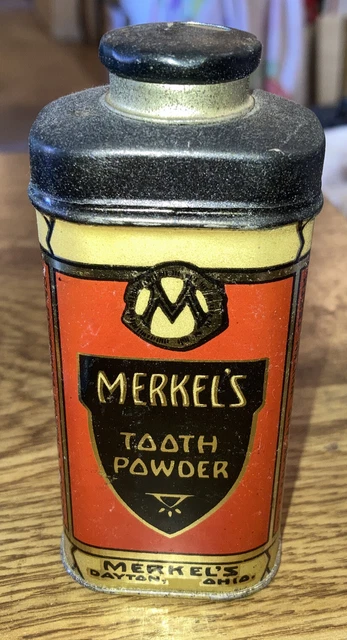 M
MERKEL'S
TOOTH
POWDER
MERKEL'S
DAYTON, OHIO.